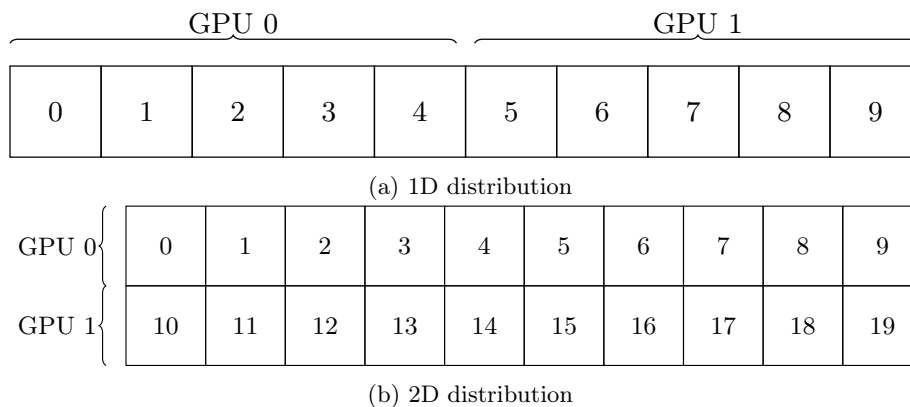 GPU 0 GPU 1
0 1 2 3 4 5 6 7 8 9
(a) 1D distribution
GPU 0 0 1 2 3 4 5 6 7 8 9
GPU 1 10 11 12 13 14 15 16 17 18 19
(b) 2D distribution